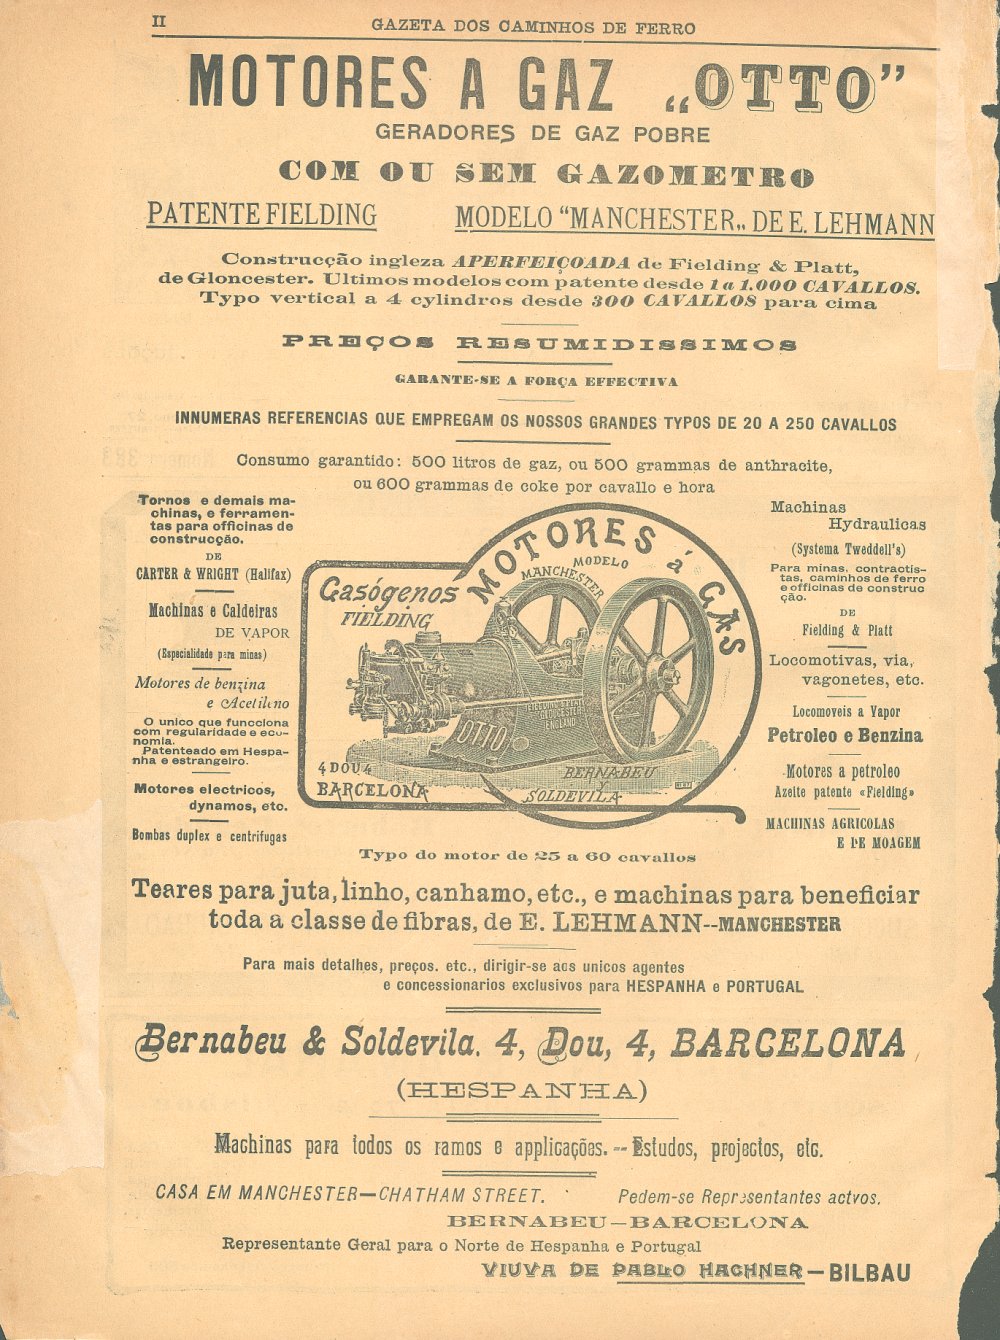 II
GAZETA DOS CAMINHOS DE FERRO
MOTORES A GAZ „OTTO”
GERADORES DE GAZ POBRE
COM OU SEM GAZOMETRO
PATENTE FIELDING
MODELO “MANCHESTER„ DE E. LEHMANN
Construcção ingleza APERFEIÇOADA de Fielding & Platt,
de Gloncester. Ultimos modelos com patente desde 1 a 1.000 CAVALLOS.
Typo vertical a 4 cylindros desde 300 CAVALLOS para cima
PREÇOS RESUMIDISSIMOS
GARANTE-SE A FORÇA EFFECTIVA
INNUMERAS REFERENCIAS QUE EMPREGAM OS NOSSOS GRANDES TYPOS DE 20 A 250 CAVALLOS
Consumo garantido: 500 litros de gaz, ou 500 grammas de anthracite,
ou 600 grammas de coke por cavallo e hora
Tornos e demais ma-
chinas, e ferramen-
tas para officinas de
construcção.
DE
CARTER & WRIGHT (Halifax)
Machinas e Caldeiras
DE VAPOR
(Especialidade para minas)
Motores de benzina
e Acetileno
O unico que funcciona
com regularidade e eco-
nomia.
Patenteado em Hespa-
nha e estrangeiro.
Motores electricos,
dynamos, etc.
Bombas duplex e centrifugas
MOTORES á GAS
MODELO
MANCHESTER
Gasógenos
FIELDING
OTTO
4 DOU 4
BARCELONA
BERNABEU
Y
SOLDEVILA
Machinas
Hydraulicas
(Systema Tweddell's)
Para minas, contractis-
tas, caminhos de ferro
e officinas de construc
ção.
DE
Fielding & Platt
Locomotivas, via,
vagonetes, etc.
Locomoveis a Vapor
Petroleo e Benzina
Motores a petroleo
Azeite patente «Fielding»
MACHINAS AGRICOLAS
E DE MOAGEM
Typo do motor de 25 a 60 cavallos
Teares para juta, linho, canhamo, etc., e machinas para beneficiar
toda a classe de fibras, de E. LEHMANN--MANCHESTER
Para mais detalhes, preços. etc., dirigir-se aos unicos agentes
e concessionarios exclusivos para HESPANHA e PORTUGAL
Bernabeu & Soldevila. 4, Dou, 4, BARCELONA
(HESPANHA)
Machinas para todos os ramos e applicações. -- Estudos, projectos, etc.
CASA EM MANCHESTER—CHATHAM STREET.
Pedem-se Representantes actvos.
BERNABEU—BARCELONA
Representante Geral para o Norte de Hespanha e Portugal
VIUVA DE PABLO HACHNER—BILBAU